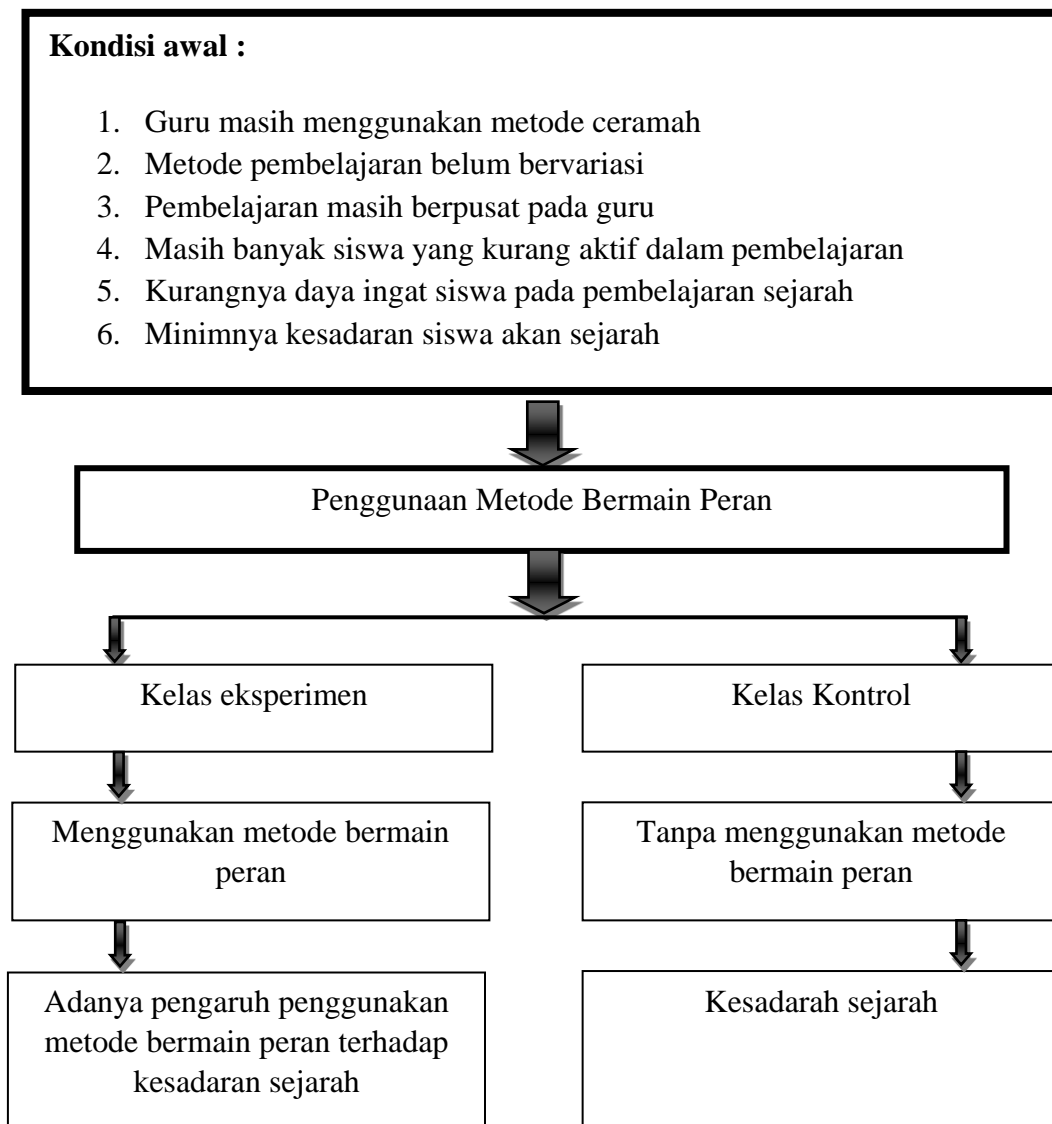 Kondisi awal :
1. Guru masih menggunakan metode ceramah
2. Metode pembelajaran belum bervariasi
3. Pembelajaran masih berpusat pada guru
4. Masih banyak siswa yang kurang aktif dalam pembelajaran
5. Kurangnya daya ingat siswa pada pembelajaran sejarah
6. Minimnya kesadaran siswa akan sejarah
Penggunaan Metode Bermain Peran
Kelas eksperimen
Kelas Kontrol
Menggunakan metode bermain
peran
Tanpa menggunakan metode
bermain peran
Adanya pengaruh penggunakan
metode bermain peran terhadap
kesadaran sejarah
Kesadarah sejarah